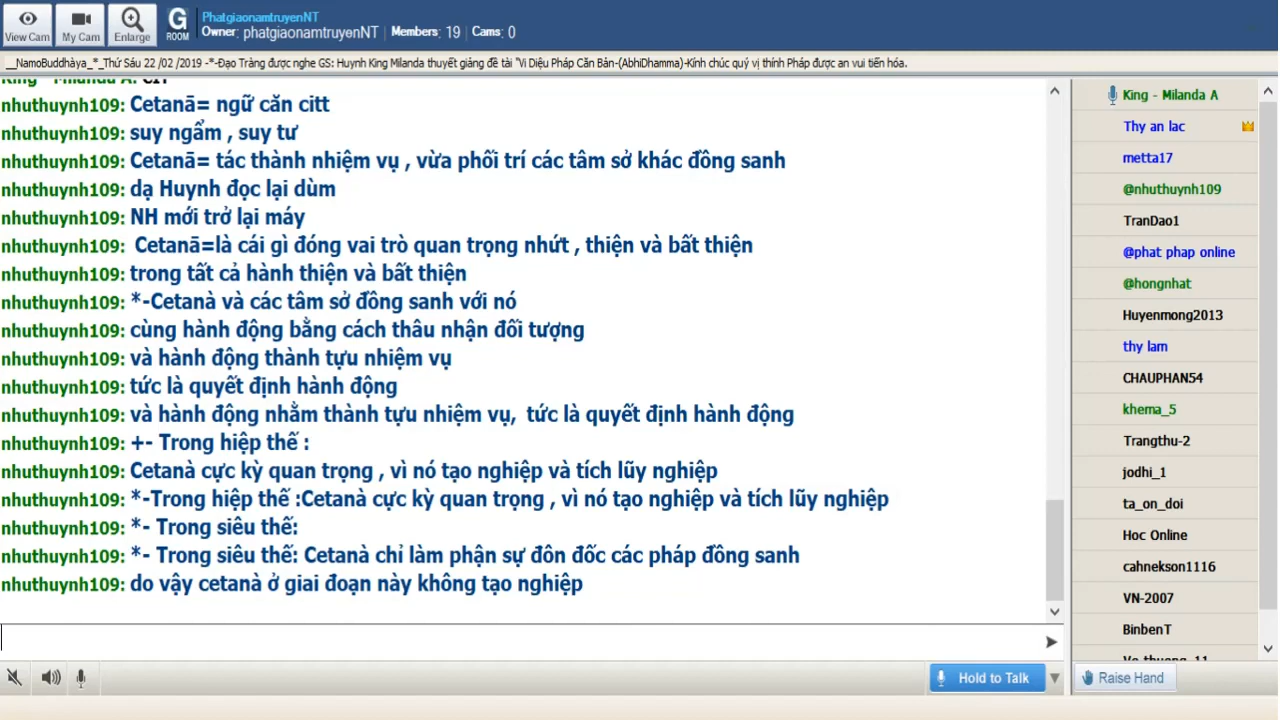 PhatgiaonamtruyenNT
View Cam
My Cam
Enlarge
G
ROOM
Owner: phatgiaonamtruyenNT | Members: 19 | Cams: 0
__NamoBuddhàya_*_Thứ Sáu 22 /02 /2019 -*-Đạo Tràng được nghe GS: Huynh King Milanda thuyết giảng đề tài "Vi Diệu Pháp Căn Bản-(AbhiDhamma)-Kính chúc quý vị thính Pháp được an vui tiến hóa.
King - Milanda A: CIT
nhuthuynh109: Cetanā= ngữ căn citt
nhuthuynh109: suy ngẩm , suy tư
nhuthuynh109: Cetanā= tác thành nhiệm vụ , vừa phối trí các tâm sở khác đồng sanh
nhuthuynh109: dạ Huynh đọc lại dùm
nhuthuynh109: NH mới trở lại máy
nhuthuynh109: Cetanā=là cái gì đóng vai trò quan trọng nhứt , thiện và bất thiện
nhuthuynh109: trong tất cả hành thiện và bất thiện
nhuthuynh109: *-Cetanà và các tâm sở đồng sanh với nó
nhuthuynh109: cùng hành động bằng cách thâu nhận đối tượng
nhuthuynh109: và hành động thành tựu nhiệm vụ
nhuthuynh109: tức là quyết định hành động
nhuthuynh109: và hành động nhằm thành tựu nhiệm vụ, tức là quyết định hành động
nhuthuynh109: +- Trong hiệp thế :
nhuthuynh109: Cetanà cực kỳ quan trọng , vì nó tạo nghiệp và tích lũy nghiệp
nhuthuynh109: *-Trong hiệp thế :Cetanà cực kỳ quan trọng , vì nó tạo nghiệp và tích lũy nghiệp
nhuthuynh109: *- Trong siêu thế:
nhuthuynh109: *- Trong siêu thế: Cetanà chỉ làm phận sự đôn đốc các pháp đồng sanh
nhuthuynh109: do vậy cetanà ở giai đoạn này không tạo nghiệp
King - Milanda A
Thy an lac
metta17
@nhuthuynh109
TranDao1
@phat phap online
@hongnhat
Huyenmong2013
thy lam
CHAUPHAN54
khema_5
Trangthu-2
jodhi_1
ta_on_doi
Hoc Online
cahnekson1116
VN-2007
BinbenT
Vo-thuong_11
Hold to Talk
Raise Hand